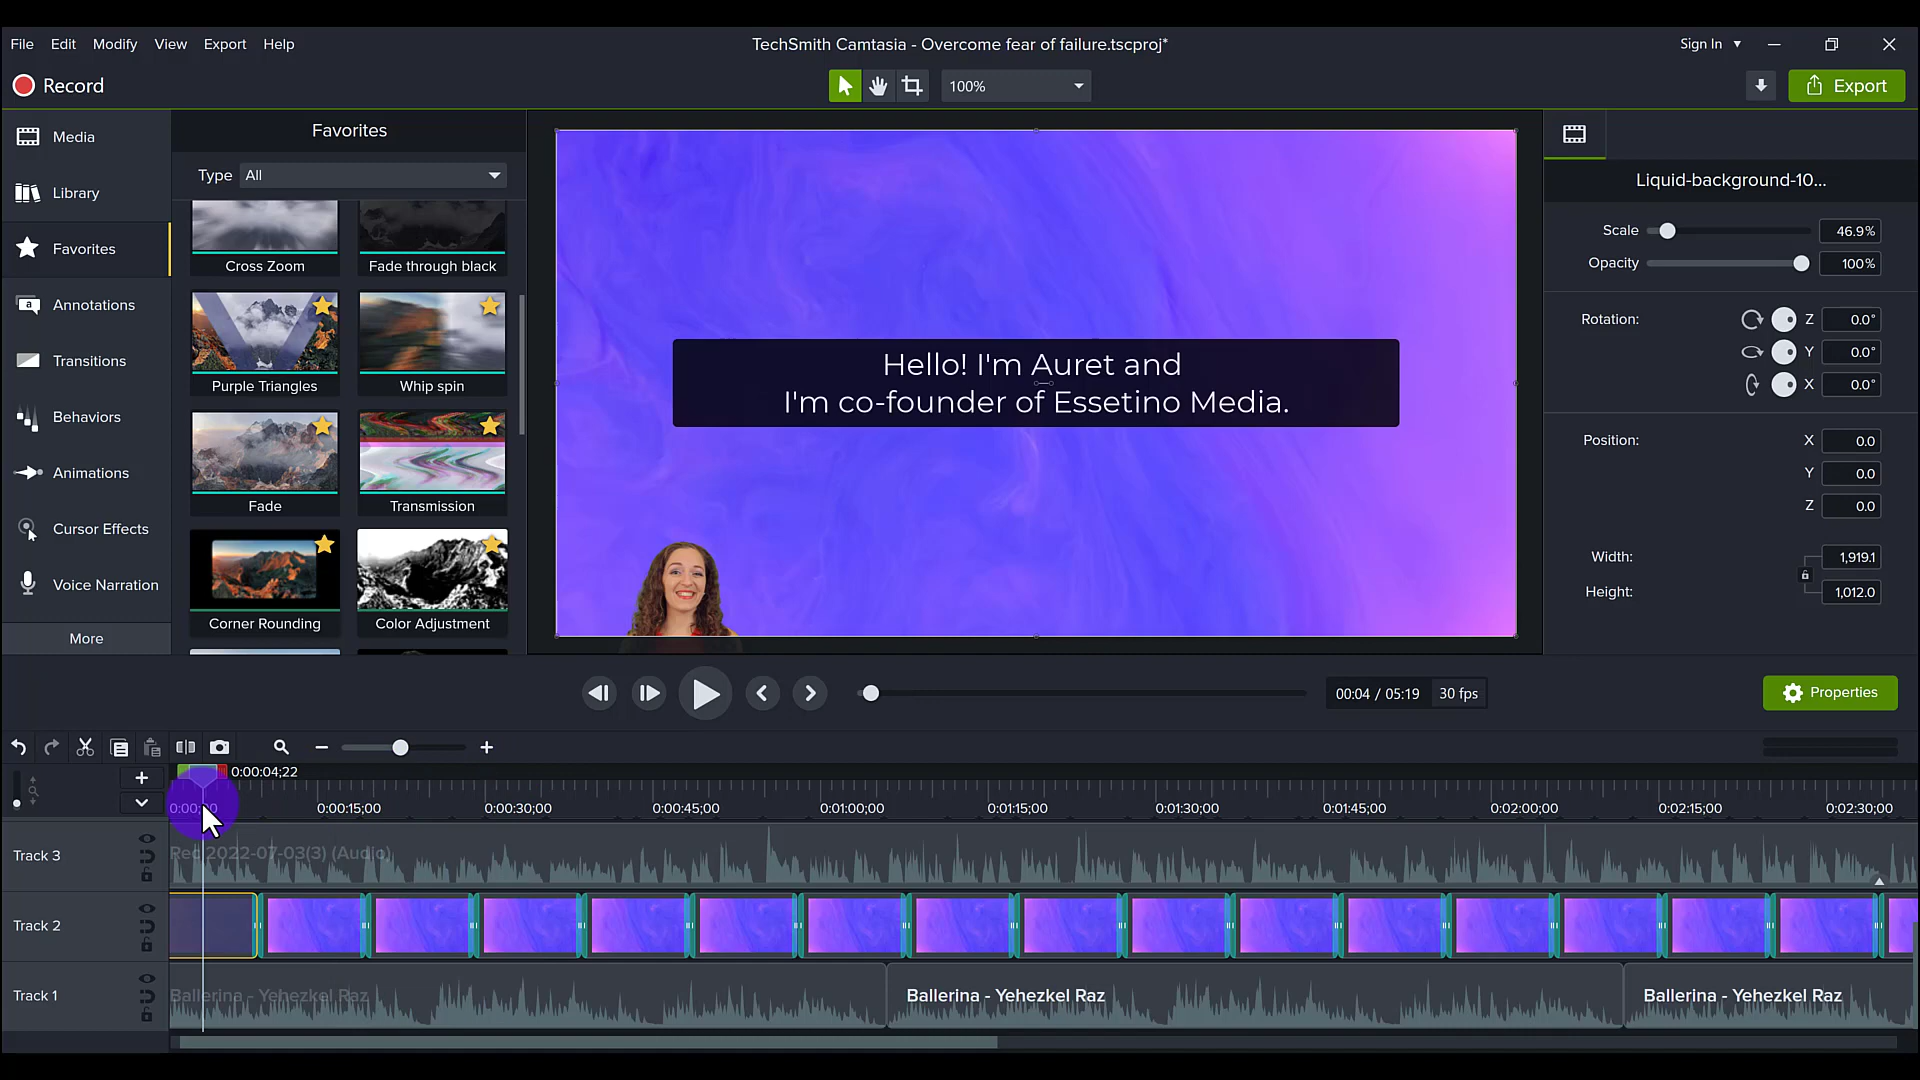 File Edit Modify View Export Help
TechSmith Camtasia - Overcome fear of failure.tscproj*
Sign In
Record
100%
Export
Media
Library
Favorites
Annotations
Transitions
Behaviors
Animations
Cursor Effects
Voice Narration
More
Favorites
Type All
Cross Zoom Fade through black
Purple Triangles Whip spin
Fade Transmission
Corner Rounding Color Adjustment
Hello! I'm Auret and
I'm co-founder of Essetino Media.
Liquid-background-10...
Scale 46.9%
Opacity 100%
Rotation: Z 0.0°
Y 0.0°
X 0.0°
Position: X 0.0
Y 0.0
Z 0.0
Width: 1,919.1
Height: 1,012.0
00:04 / 05:19 30 fps
Properties
0:00:04;22
0:00:15;00 0:00:30;00 0:00:45;00 0:01:00;00 0:01:15;00 0:01:30;00 0:01:45;00 0:02:00;00 0:02:15;00 0:02:30;00
Track 3 Rec 2022-07-03(3) (Audio)
Track 2
Track 1 Ballerina - Yehezkel Raz Ballerina - Yehezkel Raz Ballerina - Yehezkel Raz